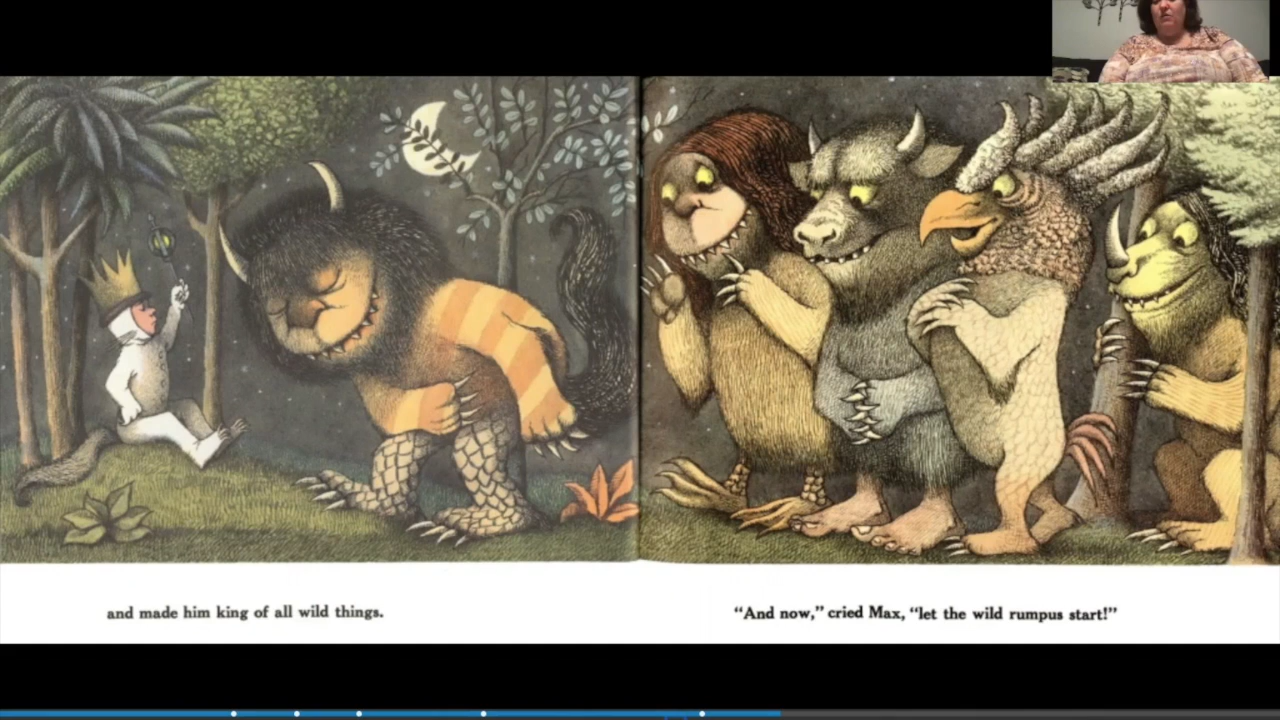 and made him king of all wild things.
“And now,” cried Max, “let the wild rumpus start!”